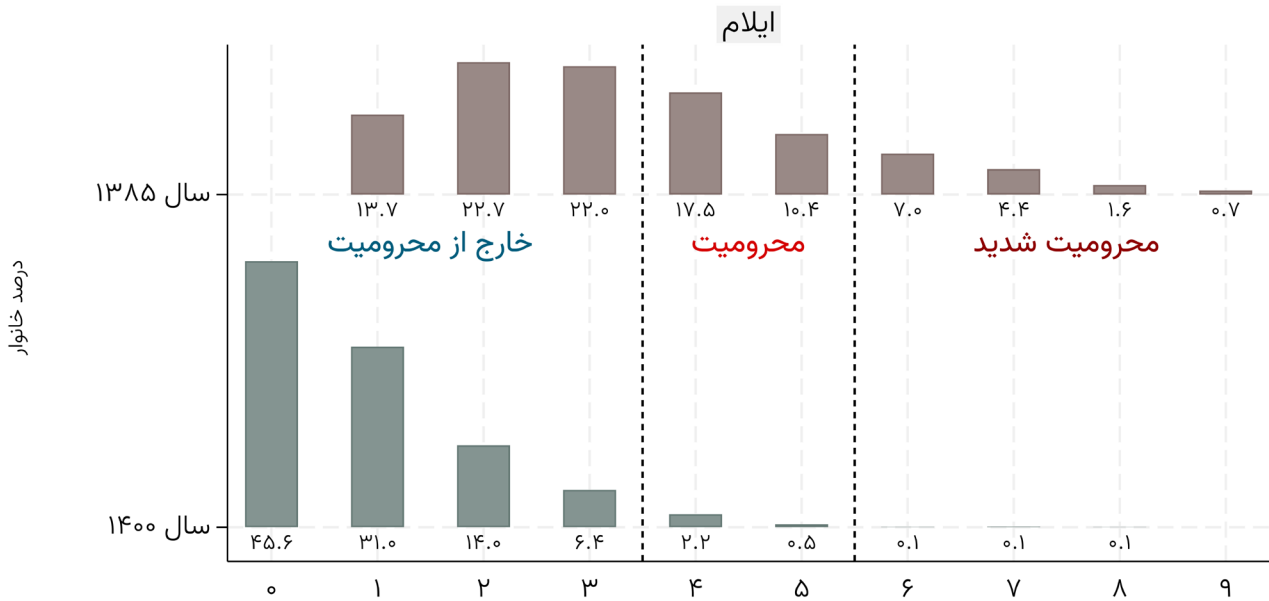 ایلام
سال ۱۳۸۵
۱۳.۷ ۲۲.۷ ۲۲.۰ ۱۷.۵ ۱۰.۴ ۷.۰ ۴.۴ ۱.۶ ۰.۷
خارج از محرومیت
محرومیت
محرومیت شدید
درصد خانوار
سال ۱۴۰۰
۴۵.۶ ۳۱.۰ ۱۴.۰ ۶.۴ ۲.۲ ۰.۵ ۰.۱ ۰.۱ ۰.۱
۰ ۱ ۲ ۳ ۴ ۵ ۶ ۷ ۸ ۹